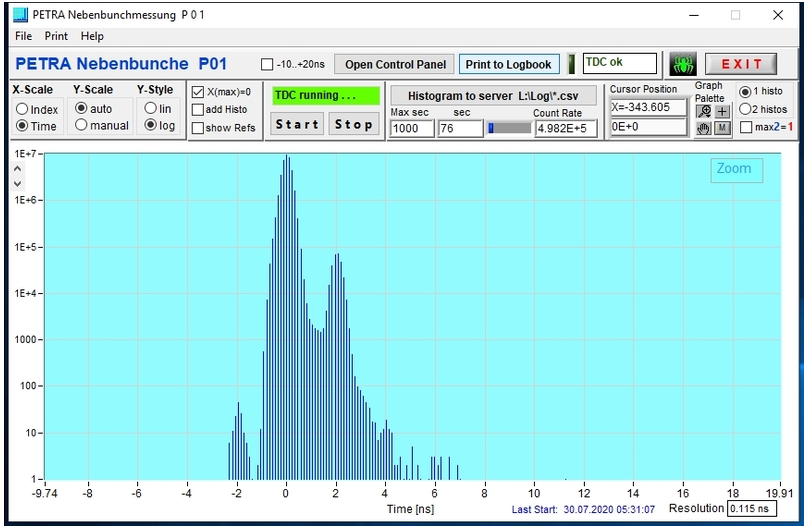 PETRA Nebenbunchmessung P 0 1
File Print Help
PETRA Nebenbunche P01
-10..+20ns
Open Control Panel
Print to Logbook
TDC ok
E X I T
X-Scale
Index
Time
Y-Scale
auto
manual
Y-Style
lin
log
X(max)=0
add Histo
show Refs
TDC running . . .
S t a r t
S t o p
Histogram to server L:\Log\*.csv
Max sec
sec
Count Rate
1000
76
4.982E+5
Cursor Position
X=-343.605
0E+0
Graph
Palette
M
1 histo
2 histos
max2=1
Zoom
1E+7
1E+6
1E+5
1E+4
1000
100
10
1
-9.74 -8 -6 -4 -2 0 2 4 6 8 10 12 14 16 18 19.91
Time [ns]
Last Start: 30.07.2020 05:31:07
Resolution 0.115 ns